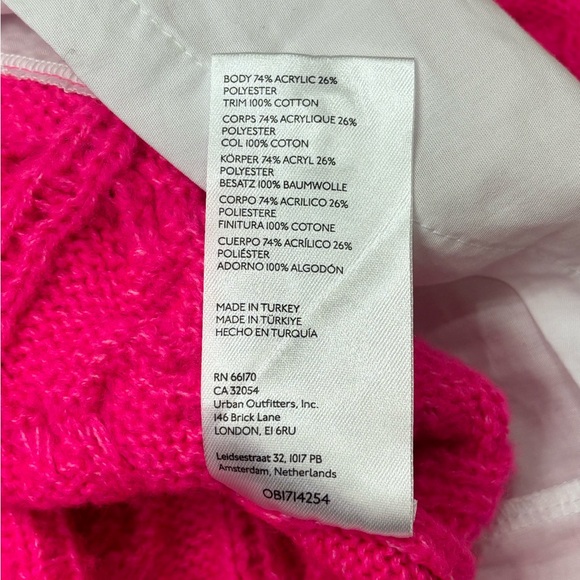 BODY 74% ACRYLIC 26%
POLYESTER
TRIM 100% COTTON
CORPS 74% ACRYLIQUE 26%
POLYESTER
COL 100% COTON
KÖRPER 74% ACRYL 26%
POLYESTER
BESATZ 100% BAUMWOLLE
CORPO 74% ACRILICO 26%
POLIESTERE
FINITURA 100% COTONE
CUERPO 74% ACRÍLICO 26%
POLIÉSTER
ADORNO 100% ALGODÓN
MADE IN TURKEY
MADE IN TÜRKIYE
HECHO EN TURQUÍA
RN 66170
CA 32054
Urban Outfitters, Inc.
146 Brick Lane
LONDON, E1 6RU
Leidsestraat 32, 1017 PB
Amsterdam, Netherlands
OB1714254